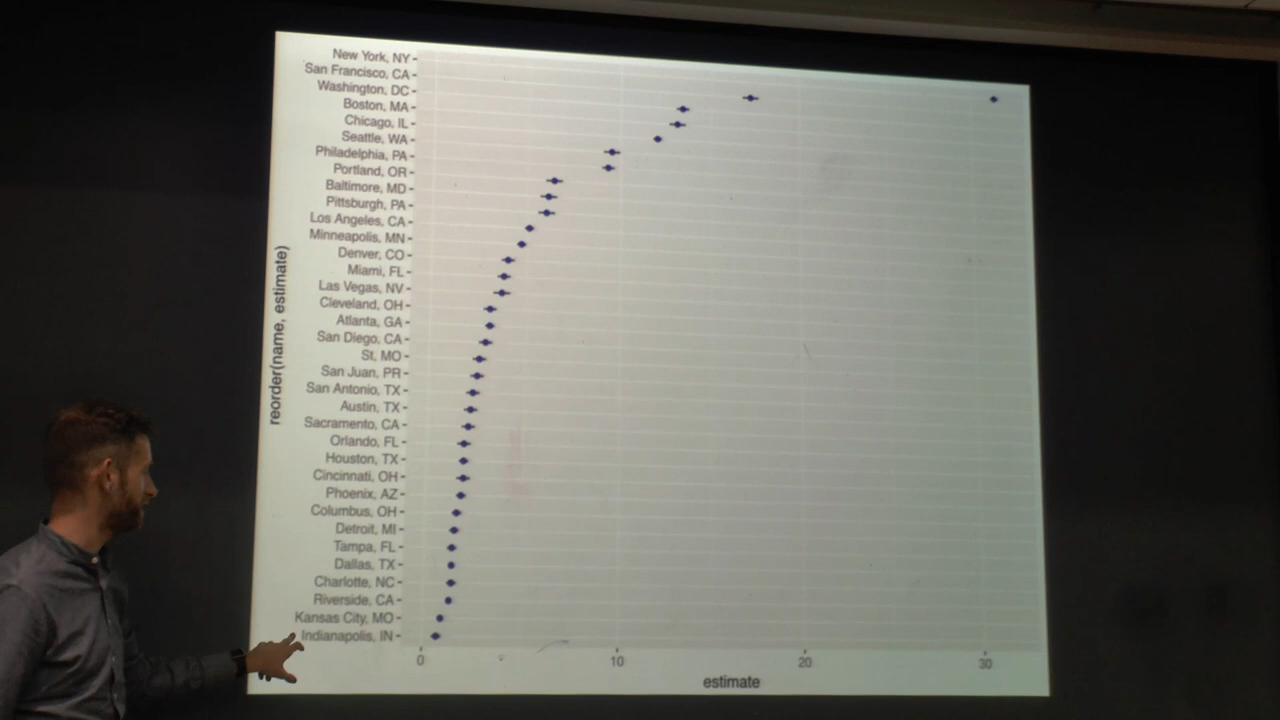 New York, NY
San Francisco, CA
Washington, DC
Boston, MA
Chicago, IL
Seattle, WA
Philadelphia, PA
Portland, OR
Baltimore, MD
Pittsburgh, PA
Los Angeles, CA
Minneapolis, MN
Denver, CO
Miami, FL
Las Vegas, NV
Cleveland, OH
Atlanta, GA
San Diego, CA
St, MO
San Juan, PR
San Antonio, TX
Austin, TX
Sacramento, CA
Orlando, FL
Houston, TX
Cincinnati, OH
Phoenix, AZ
Columbus, OH
Detroit, MI
Tampa, FL
Dallas, TX
Charlotte, NC
Riverside, CA
Kansas City, MO
Indianapolis, IN
reorder(name, estimate)
0 10 20 30
estimate